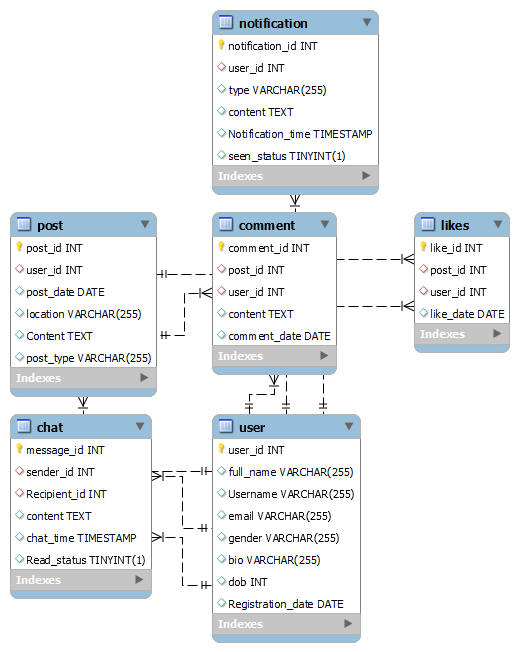 notification
notification_id INT
user_id INT
type VARCHAR(255)
content TEXT
Notification_time TIMESTAMP
seen_status TINYINT(1)
Indexes
post
post_id INT
user_id INT
post_date DATE
location VARCHAR(255)
Content TEXT
post_type VARCHAR(255)
Indexes
comment
comment_id INT
post_id INT
user_id INT
content TEXT
comment_date DATE
Indexes
likes
like_id INT
post_id INT
user_id INT
like_date DATE
Indexes
chat
message_id INT
sender_id INT
Recipient_id INT
content TEXT
chat_time TIMESTAMP
Read_status TINYINT(1)
Indexes
user
user_id INT
full_name VARCHAR(255)
Username VARCHAR(255)
email VARCHAR(255)
gender VARCHAR(255)
bio VARCHAR(255)
dob INT
Registration_date DATE
Indexes